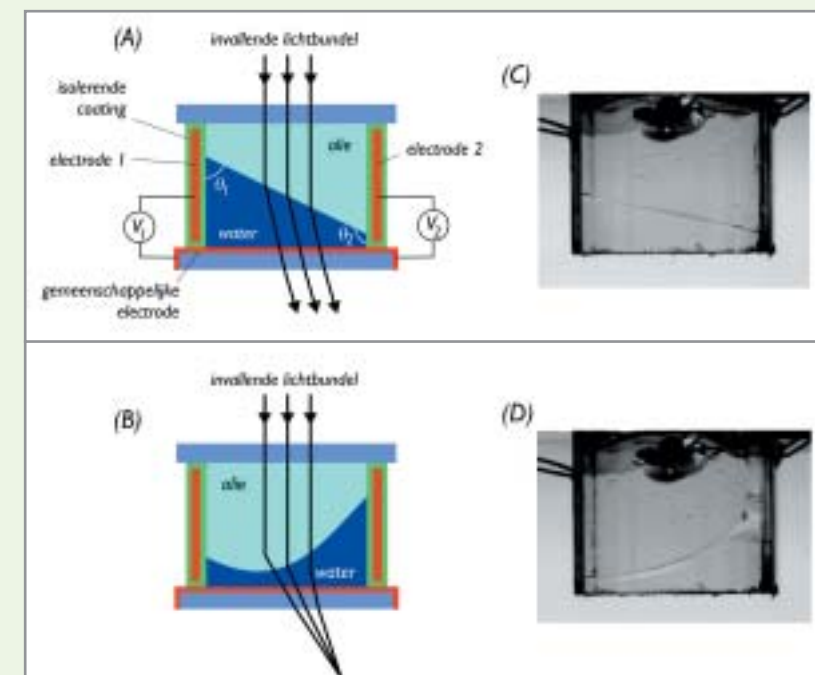 (A)
invallende lichtbundel
(C)
isolerende
coating
olie
electrode 1
electrode 2
θ1
V1
water
θ2
V2
gemeenschappelijke
electrode
invallende lichtbundel
(B)
(D)
olie
water